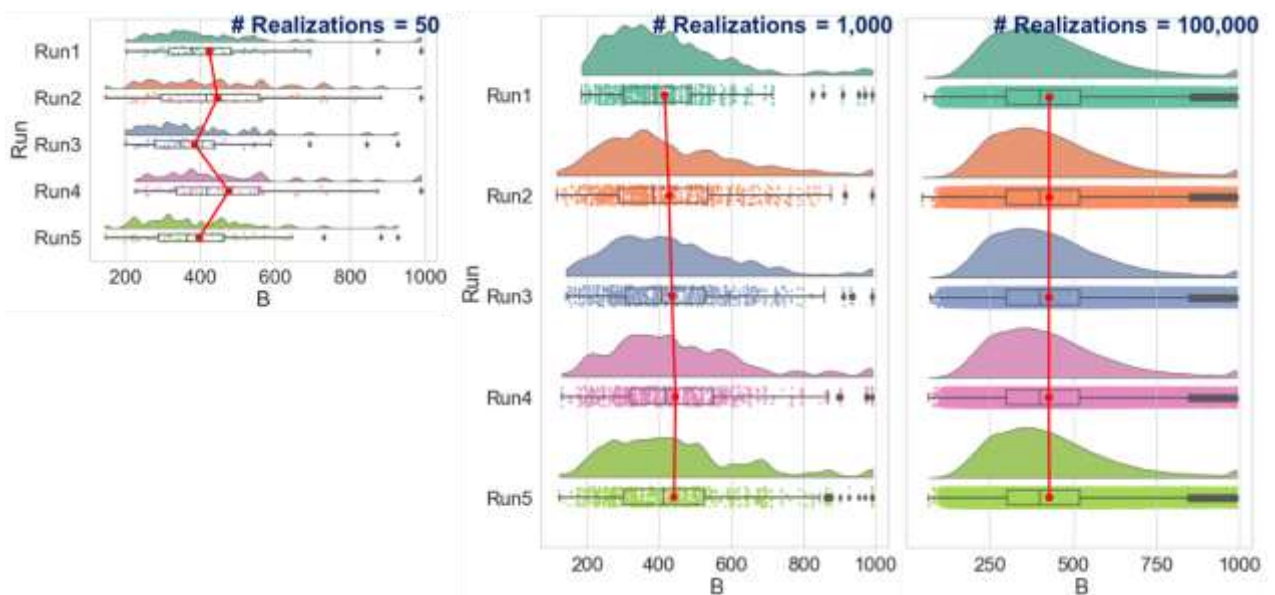 # Realizations = 50
Run1
Run2
Run3
Run4
Run5
Run
200 400 600 800 1000
B
# Realizations = 1,000
Run1
Run2
Run3
Run4
Run5
Run
200 400 600 800 1000
B
# Realizations = 100,000
250 500 750 1000
B